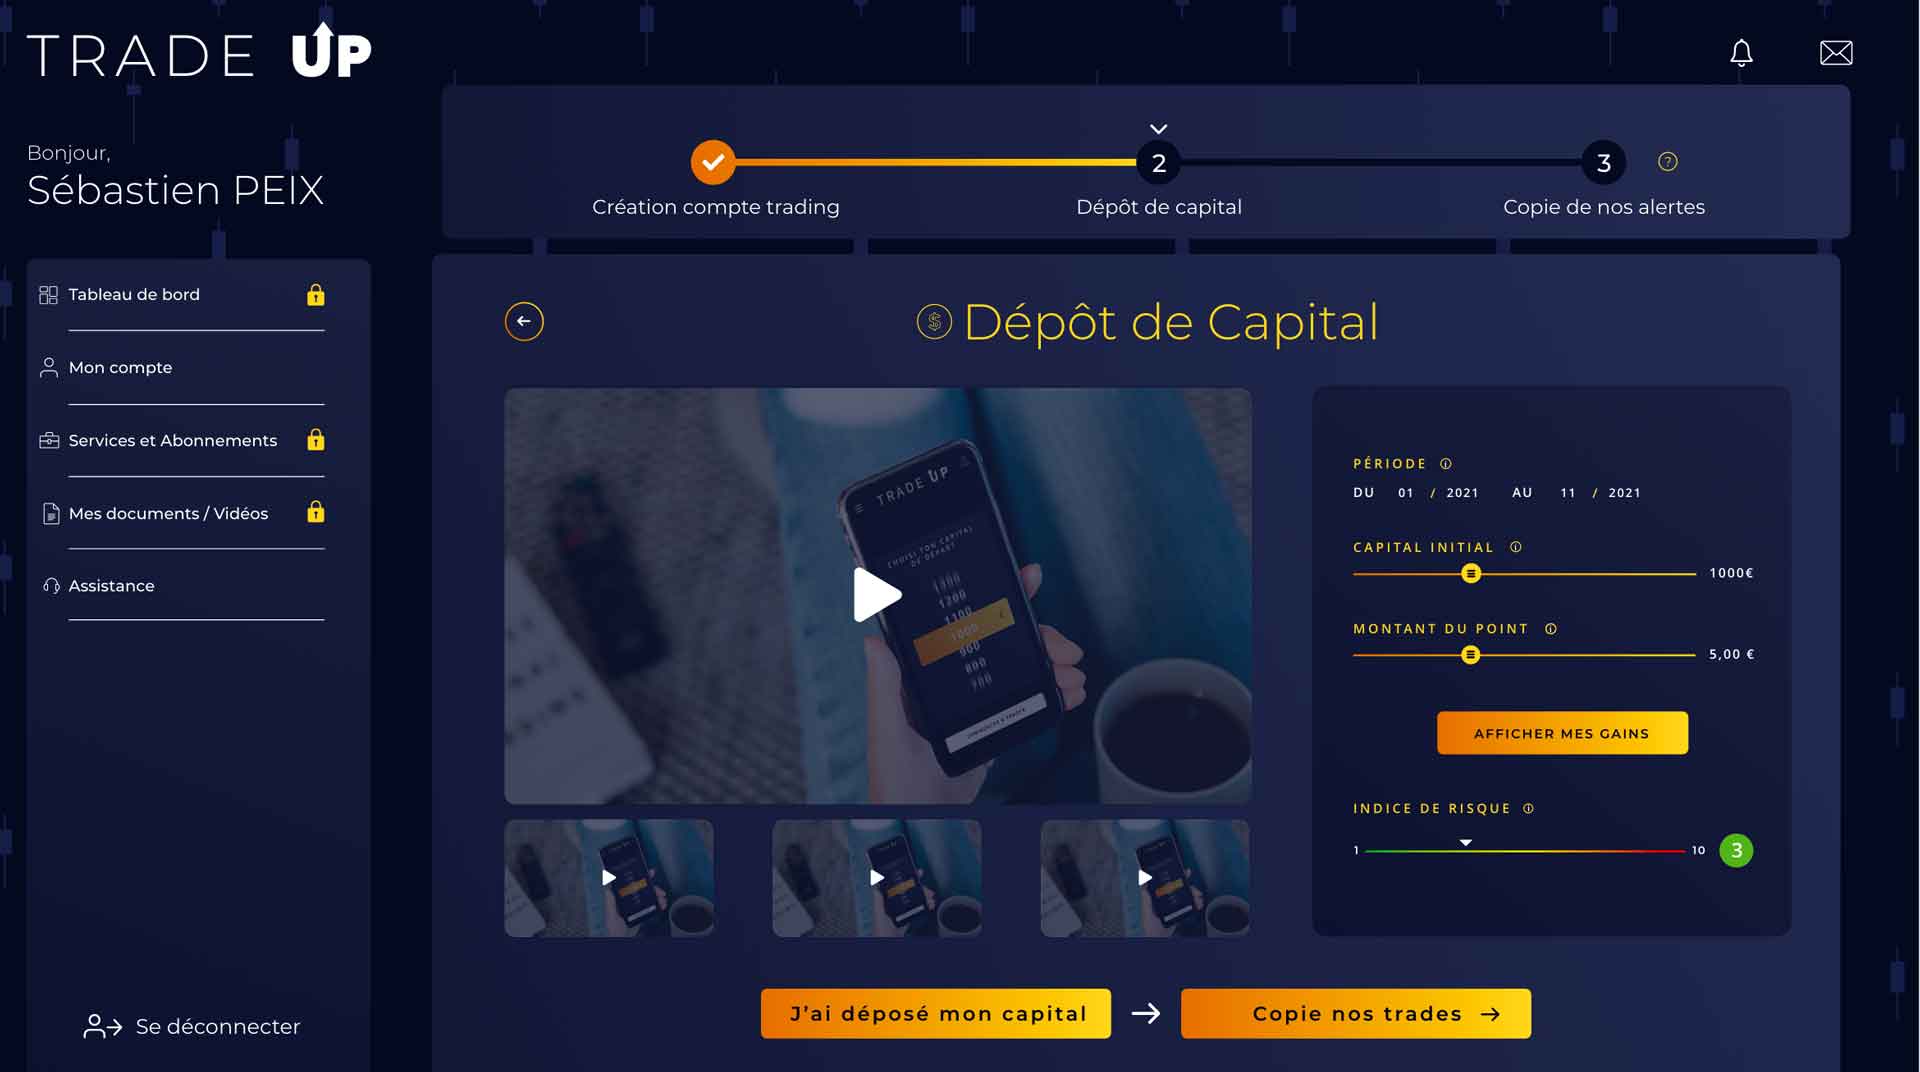 TRADE UP
Bonjour,
Sébastien PEIX
2
3
?
Création compte trading
Dépôt de capital
Copie de nos alertes
Tableau de bord
Mon compte
Services et Abonnements
Mes documents / Vidéos
Assistance
Se déconnecter
$ Dépôt de Capital
TRADE UP
CHOISI TON CAPITAL
DE DÉPART
1300
1200
1100
1000
900
800
700
PÉRIODE
DU 01 / 2021 AU 11 / 2021
CAPITAL INITIAL
1000€
MONTANT DU POINT
5,00 €
AFFICHER MES GAINS
INDICE DE RISQUE
1 10 3
J'ai déposé mon capital
Copie nos trades